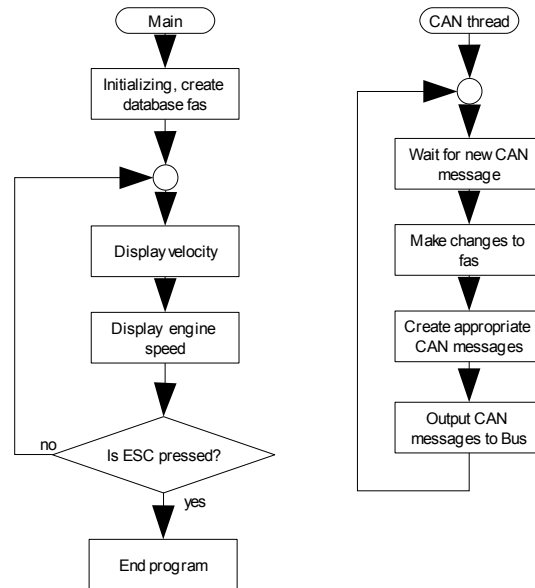 Main
Initializing, create
database fas
Display velocity
Display engine
speed
Is ESC pressed?
no
yes
End program
CAN thread
Wait for new CAN
message
Make changes to
fas
Create appropriate
CAN messages
Output CAN
messages to Bus